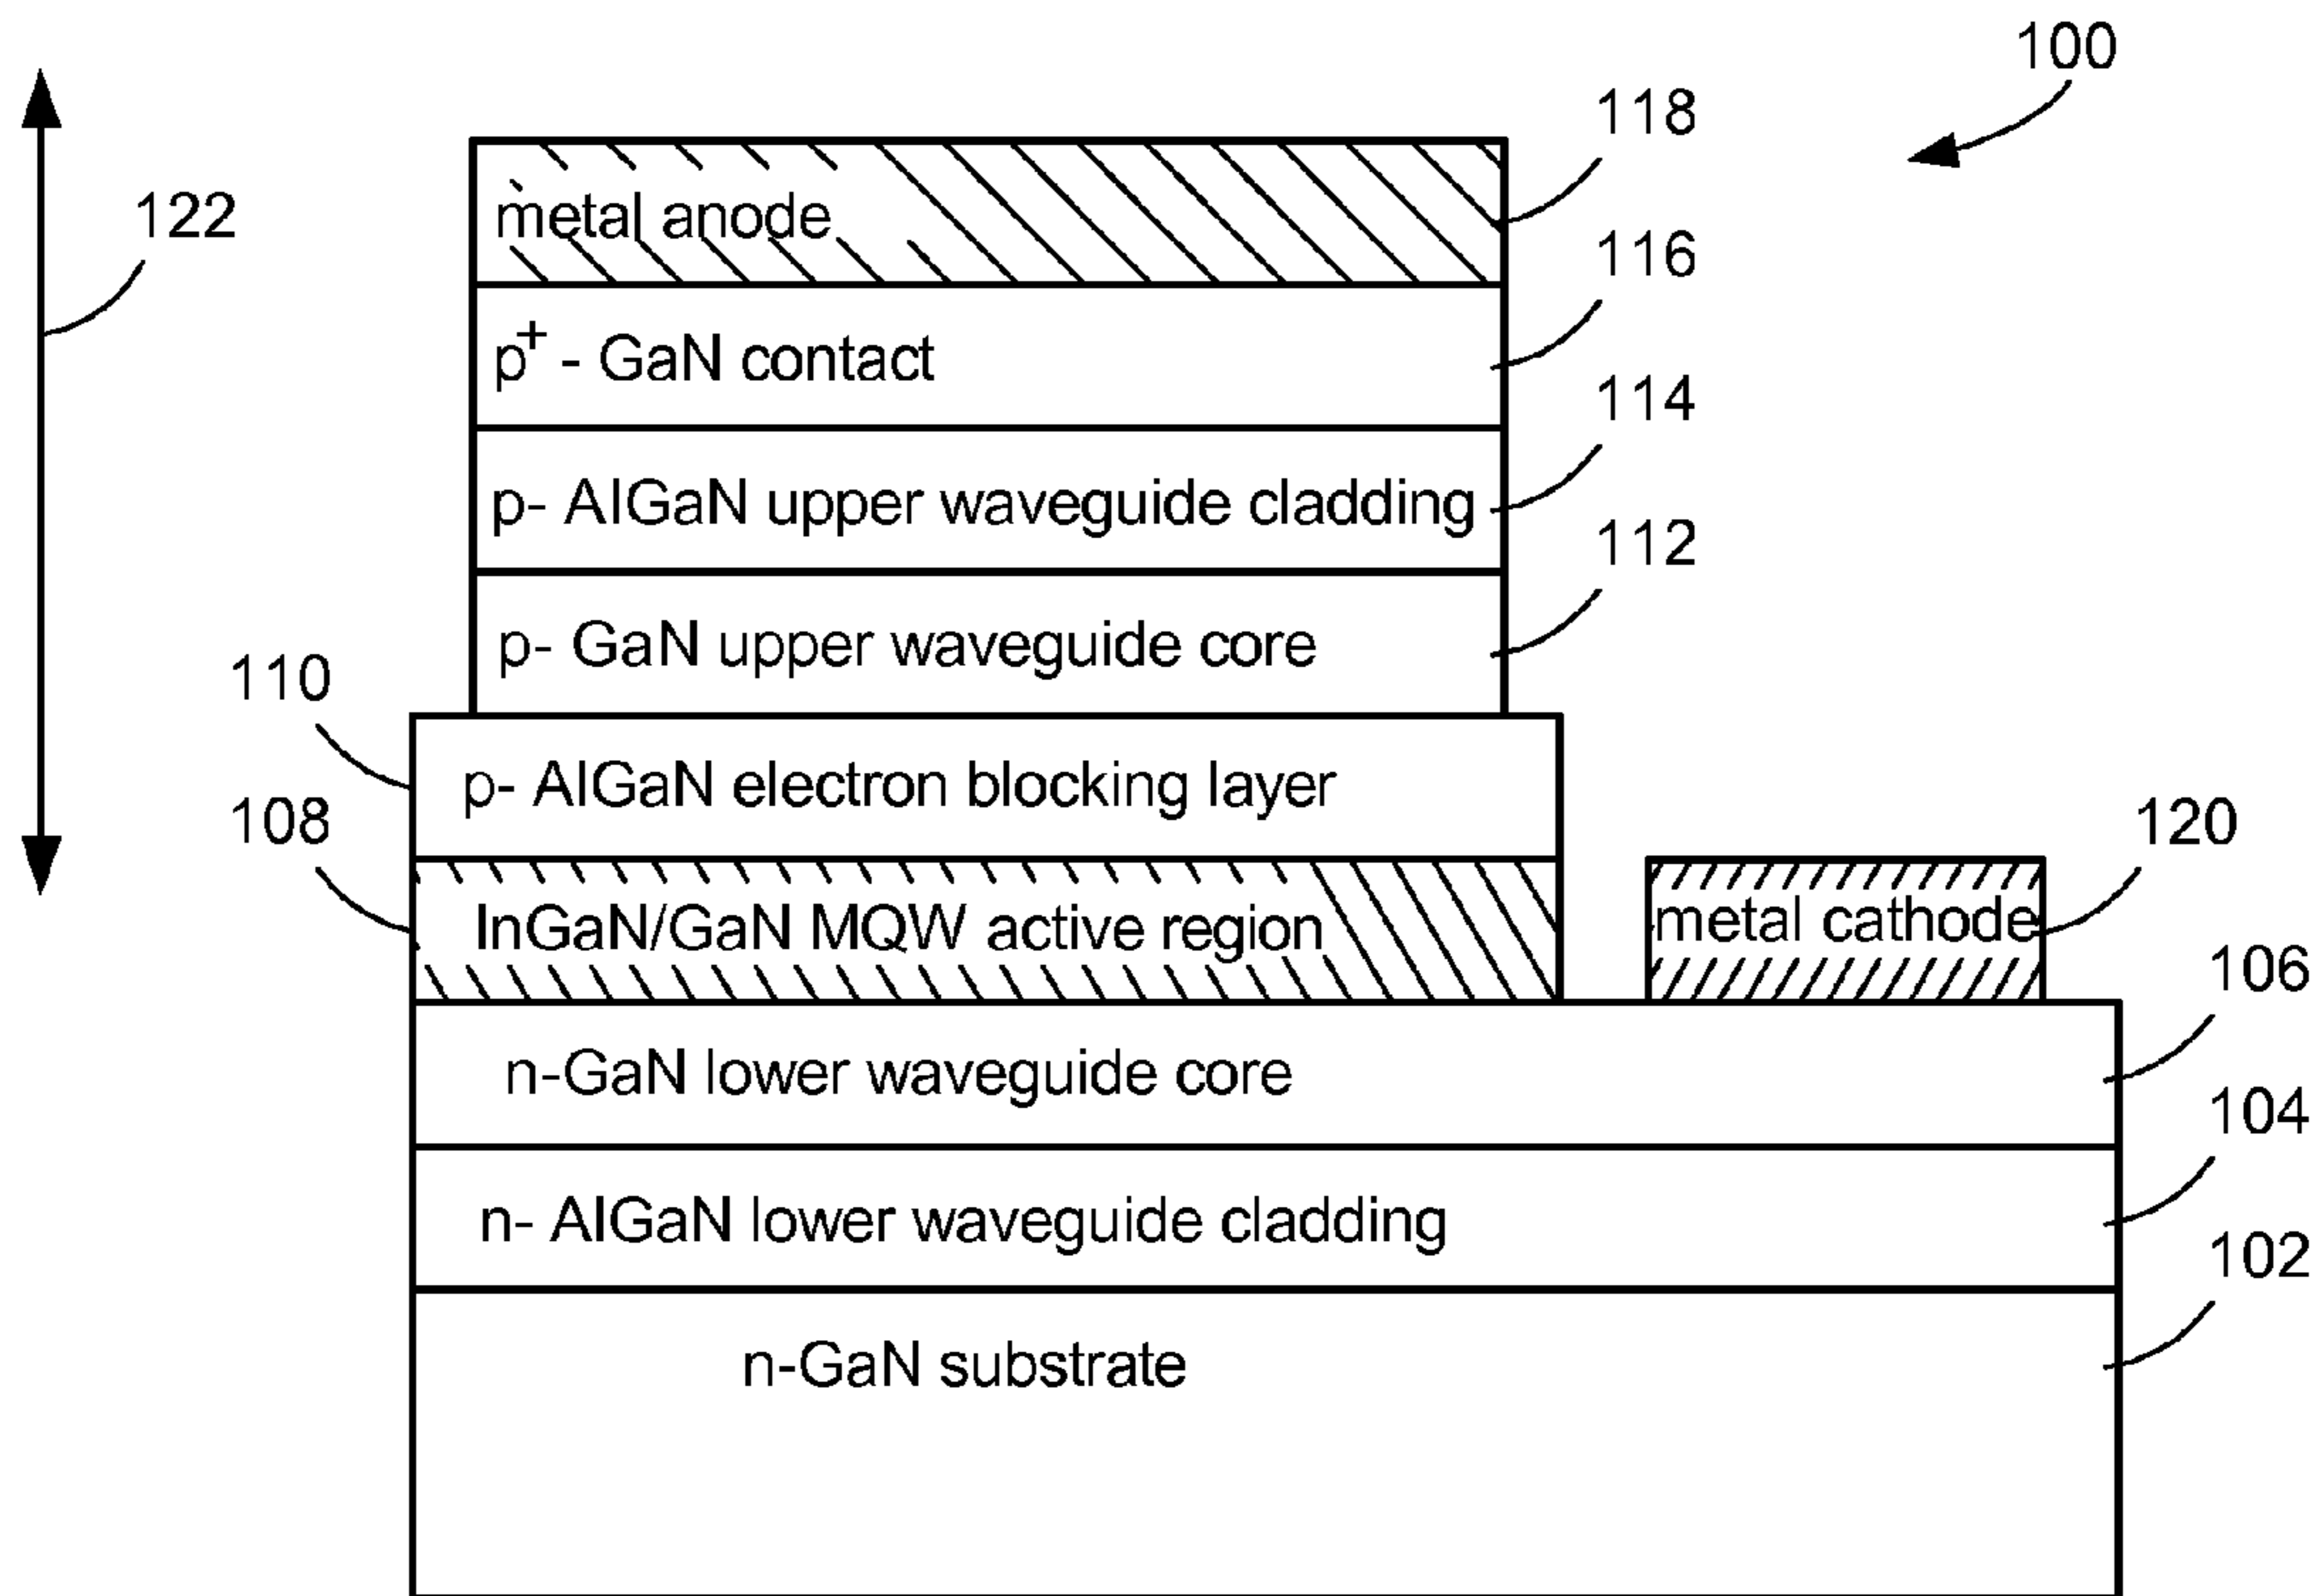 100
118
metal anode
122
116
p+ - GaN contact
114
p- AlGaN upper waveguide cladding
112
p- GaN upper waveguide core
110
p- AlGaN electron blocking layer
108
120
InGaN/GaN MQW active region
metal cathode
106
n-GaN lower waveguide core
104
n- AlGaN lower waveguide cladding
102
n-GaN substrate